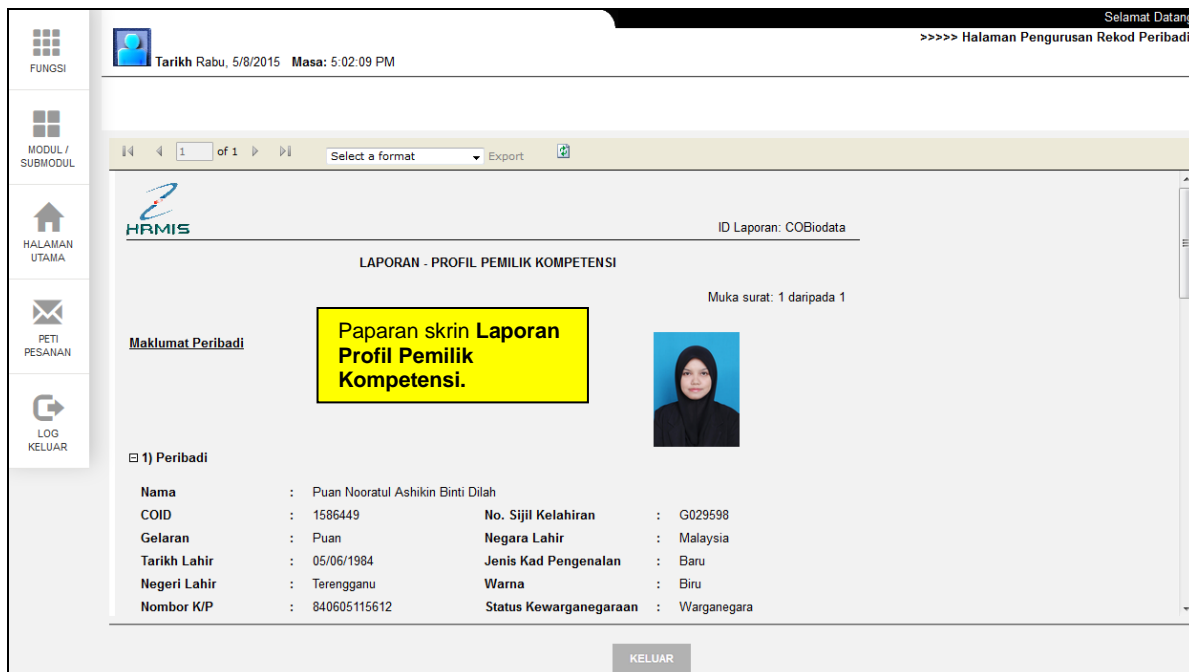 Selamat Datang
>>>>> Halaman Pengurusan Rekod Peribadi
Tarikh Rabu, 5/8/2015 Masa: 5:02:09 PM
FUNGSI
MODUL /
SUBMODUL
HALAMAN
UTAMA
PETI
PESANAN
LOG
KELUAR
1 of 1 Select a format Export
HRMIS
ID Laporan: COBiodata
LAPORAN - PROFIL PEMILIK KOMPETENSI
Muka surat: 1 daripada 1
Maklumat Peribadi
Paparan skrin Laporan
Profil Pemilik
Kompetensi.
1) Peribadi
Nama : Puan Nooratul Ashikin Binti Dilah
COID : 1586449 No. Sijil Kelahiran : G029598
Gelaran : Puan Negara Lahir : Malaysia
Tarikh Lahir : 05/06/1984 Jenis Kad Pengenalan : Baru
Negeri Lahir : Terengganu Warna : Biru
Nombor K/P : 840605115612 Status Kewarganegaraan : Warganegara
KELUAR